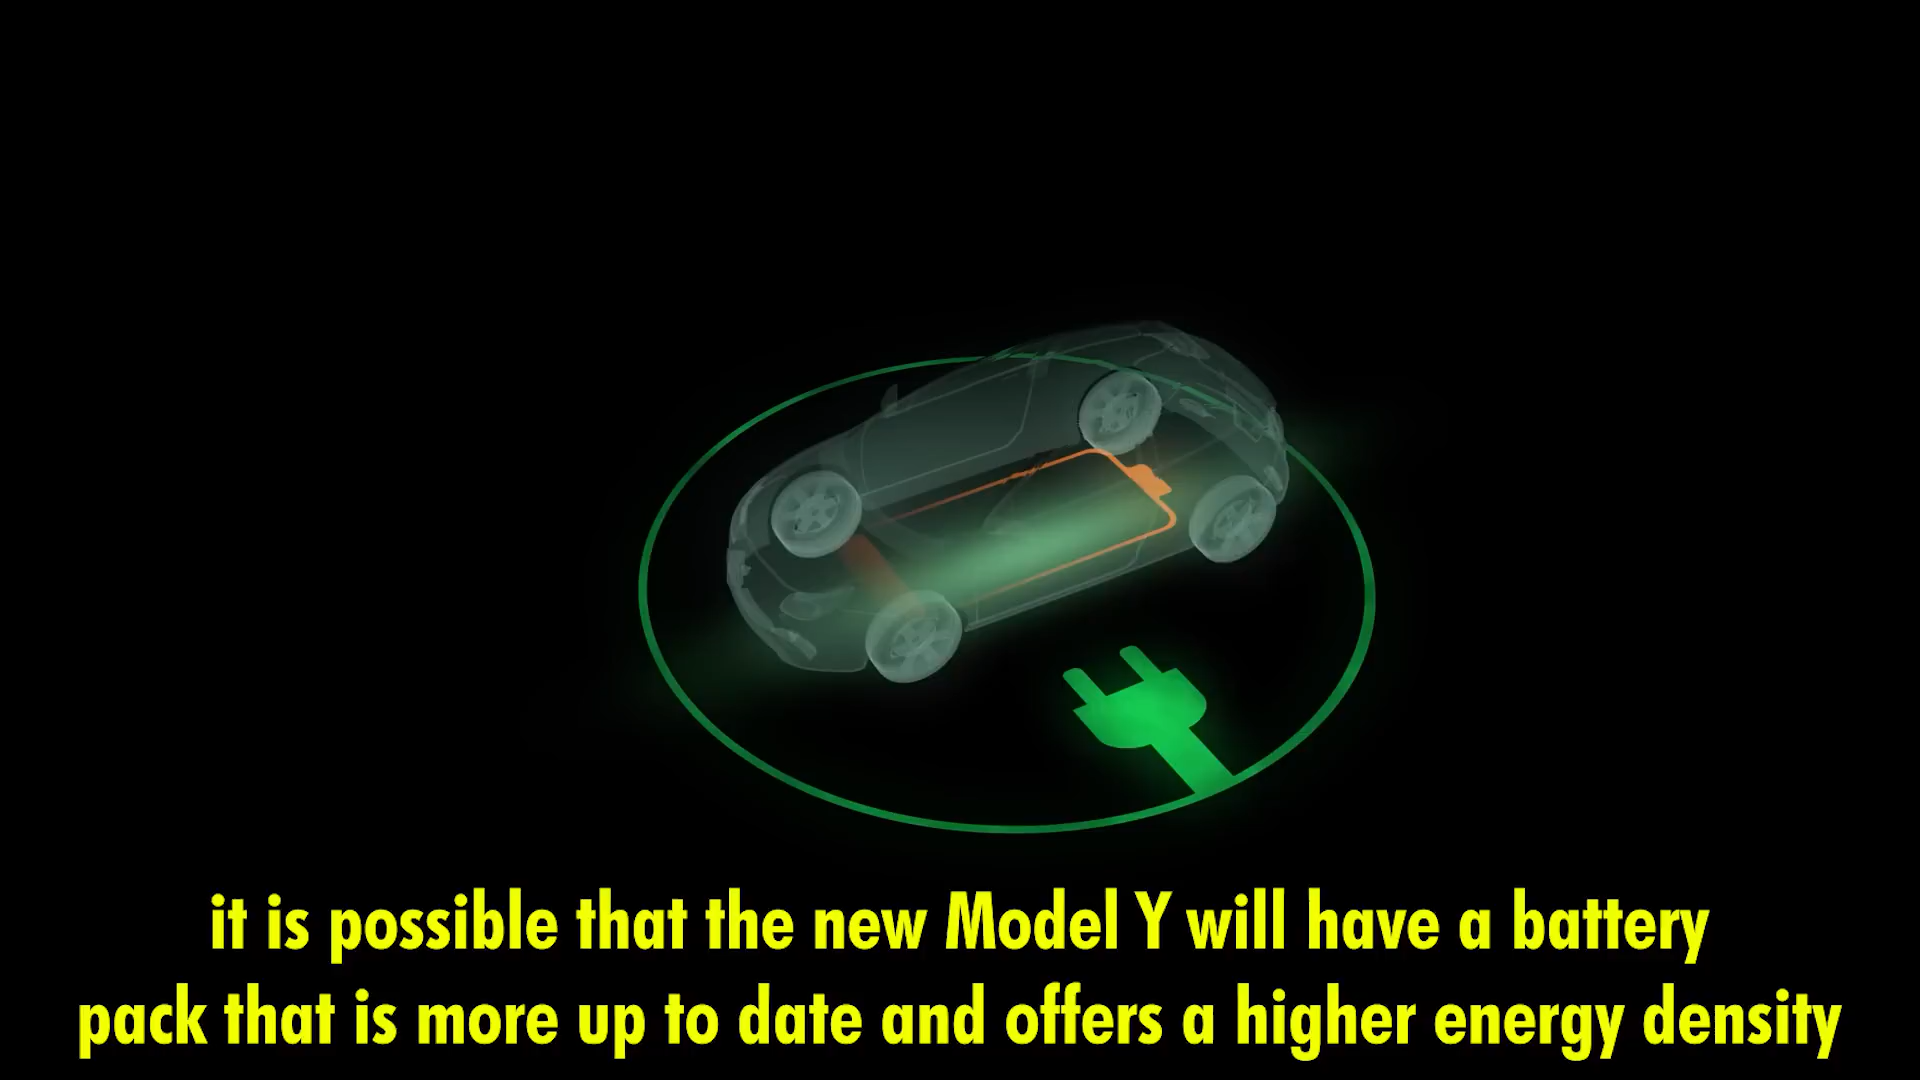 it is possible that the new Model Y will have a battery
pack that is more up to date and offers a higher energy density